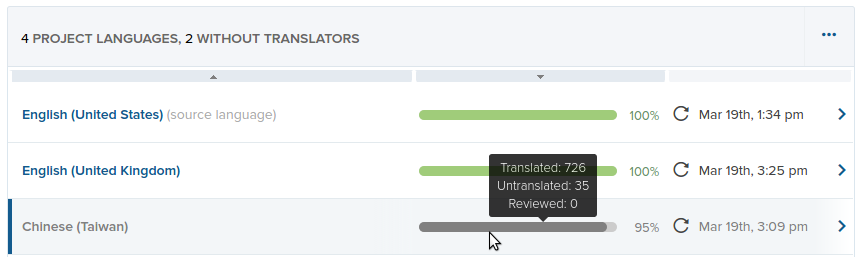 4 PROJECT LANGUAGES, 2 WITHOUT TRANSLATORS
English (United States) (source language) 100% Mar 19th, 1:34 pm
English (United Kingdom) 100% Mar 19th, 3:25 pm
Translated: 726
Untranslated: 35
Reviewed: 0
Chinese (Taiwan) 95% Mar 19th, 3:09 pm